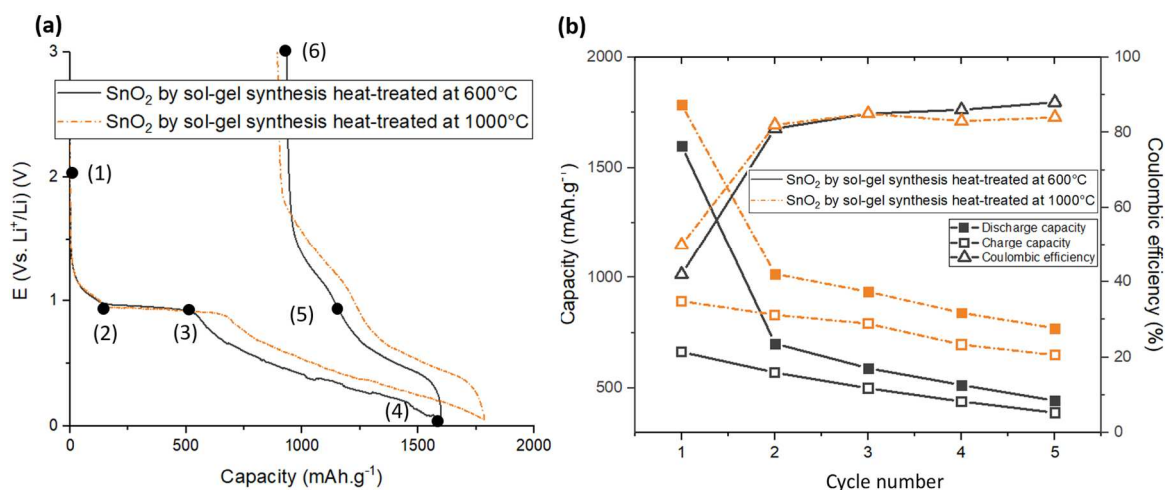 (a)
3
2
1
0
E (Vs. Li⁺/Li) (V)
(6)
SnO₂ by sol-gel synthesis heat-treated at 600°C
SnO₂ by sol-gel synthesis heat-treated at 1000°C
(1)
(2)
(3)
(5)
(4)
0
500
1000
1500
2000
Capacity (mAh.g⁻¹)
(b)
2000
1500
1000
500
Capacity (mAh.g⁻¹)
SnO₂ by sol-gel synthesis heat-treated at 600°C
SnO₂ by sol-gel synthesis heat-treated at 1000°C
Discharge capacity
Charge capacity
Coulombic efficiency
100
80
60
40
20
0
Coulombic efficiency (%)
1
2
3
4
5
Cycle number